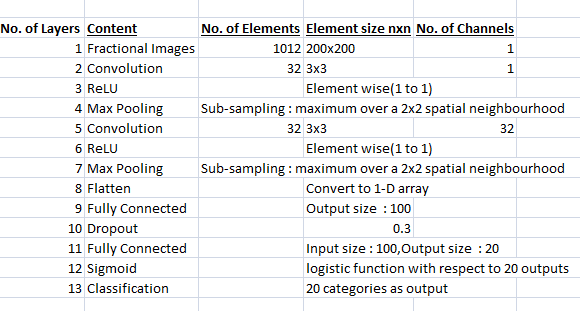 No. of Layers Content No. of Elements Element size nxn No. of Channels
1 Fractional Images 1012 200x200 1
2 Convolution 32 3x3 1
3 ReLU Element wise(1 to 1)
4 Max Pooling Sub-sampling : maximum over a 2x2 spatial neighbourhood
5 Convolution 32 3x3 32
6 ReLU Element wise(1 to 1)
7 Max Pooling Sub-sampling : maximum over a 2x2 spatial neighbourhood
8 Flatten Convert to 1-D array
9 Fully Connected Output size : 100
10 Dropout 0.3
11 Fully Connected Input size : 100,Output size : 20
12 Sigmoid logistic function with respect to 20 outputs
13 Classification 20 categories as output